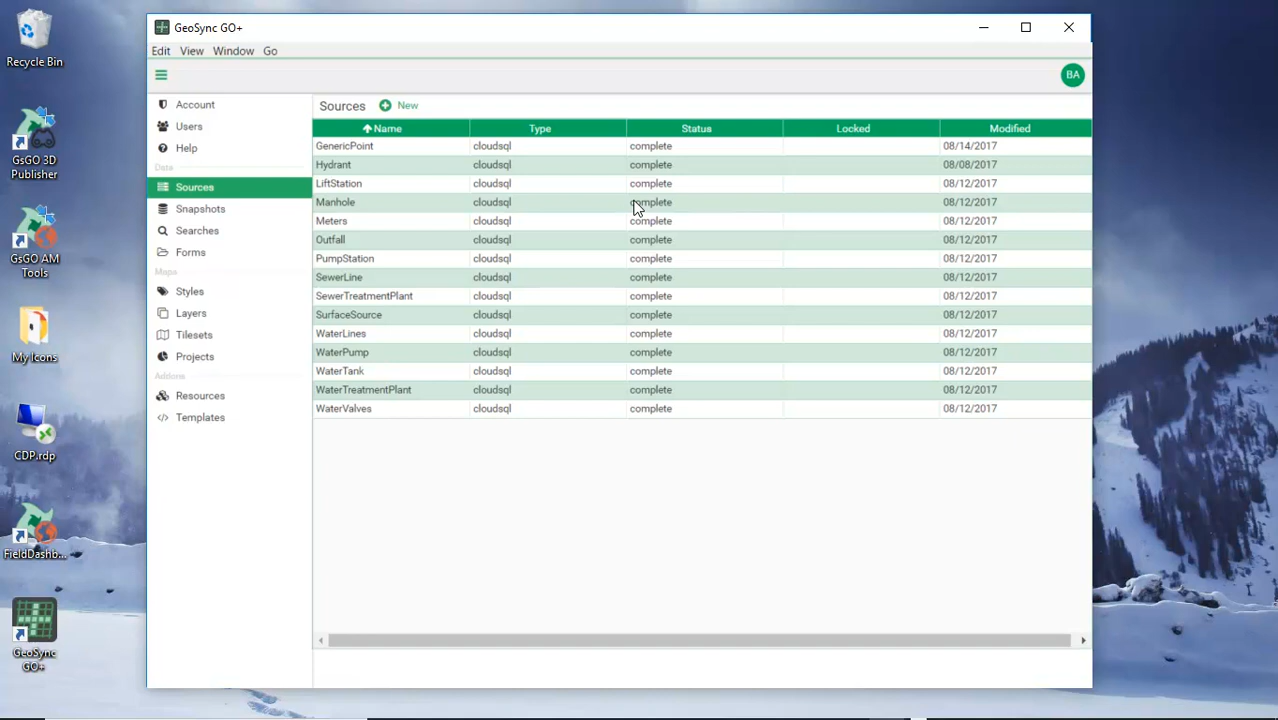 Recycle Bin
GsGO 3D
Publisher
GsGO AM
Tools
My Icons
CDP.rdp
FieldDashb...
GeoSync
GO+
GeoSync GO+
Edit View Window Go
BA
Account
Users
Help
Data
Sources
Snapshots
Searches
Forms
Maps
Styles
Layers
Tilesets
Projects
Addons
Resources
Templates
Sources New
Name Type Status Locked Modified
GenericPoint cloudsql complete 08/14/2017
Hydrant cloudsql complete 08/08/2017
LiftStation cloudsql complete 08/12/2017
Manhole cloudsql complete 08/12/2017
Meters cloudsql complete 08/12/2017
Outfall cloudsql complete 08/12/2017
PumpStation cloudsql complete 08/12/2017
SewerLine cloudsql complete 08/12/2017
SewerTreatmentPlant cloudsql complete 08/12/2017
SurfaceSource cloudsql complete 08/12/2017
WaterLines cloudsql complete 08/12/2017
WaterPump cloudsql complete 08/12/2017
WaterTank cloudsql complete 08/12/2017
WaterTreatmentPlant cloudsql complete 08/12/2017
WaterValves cloudsql complete 08/12/2017